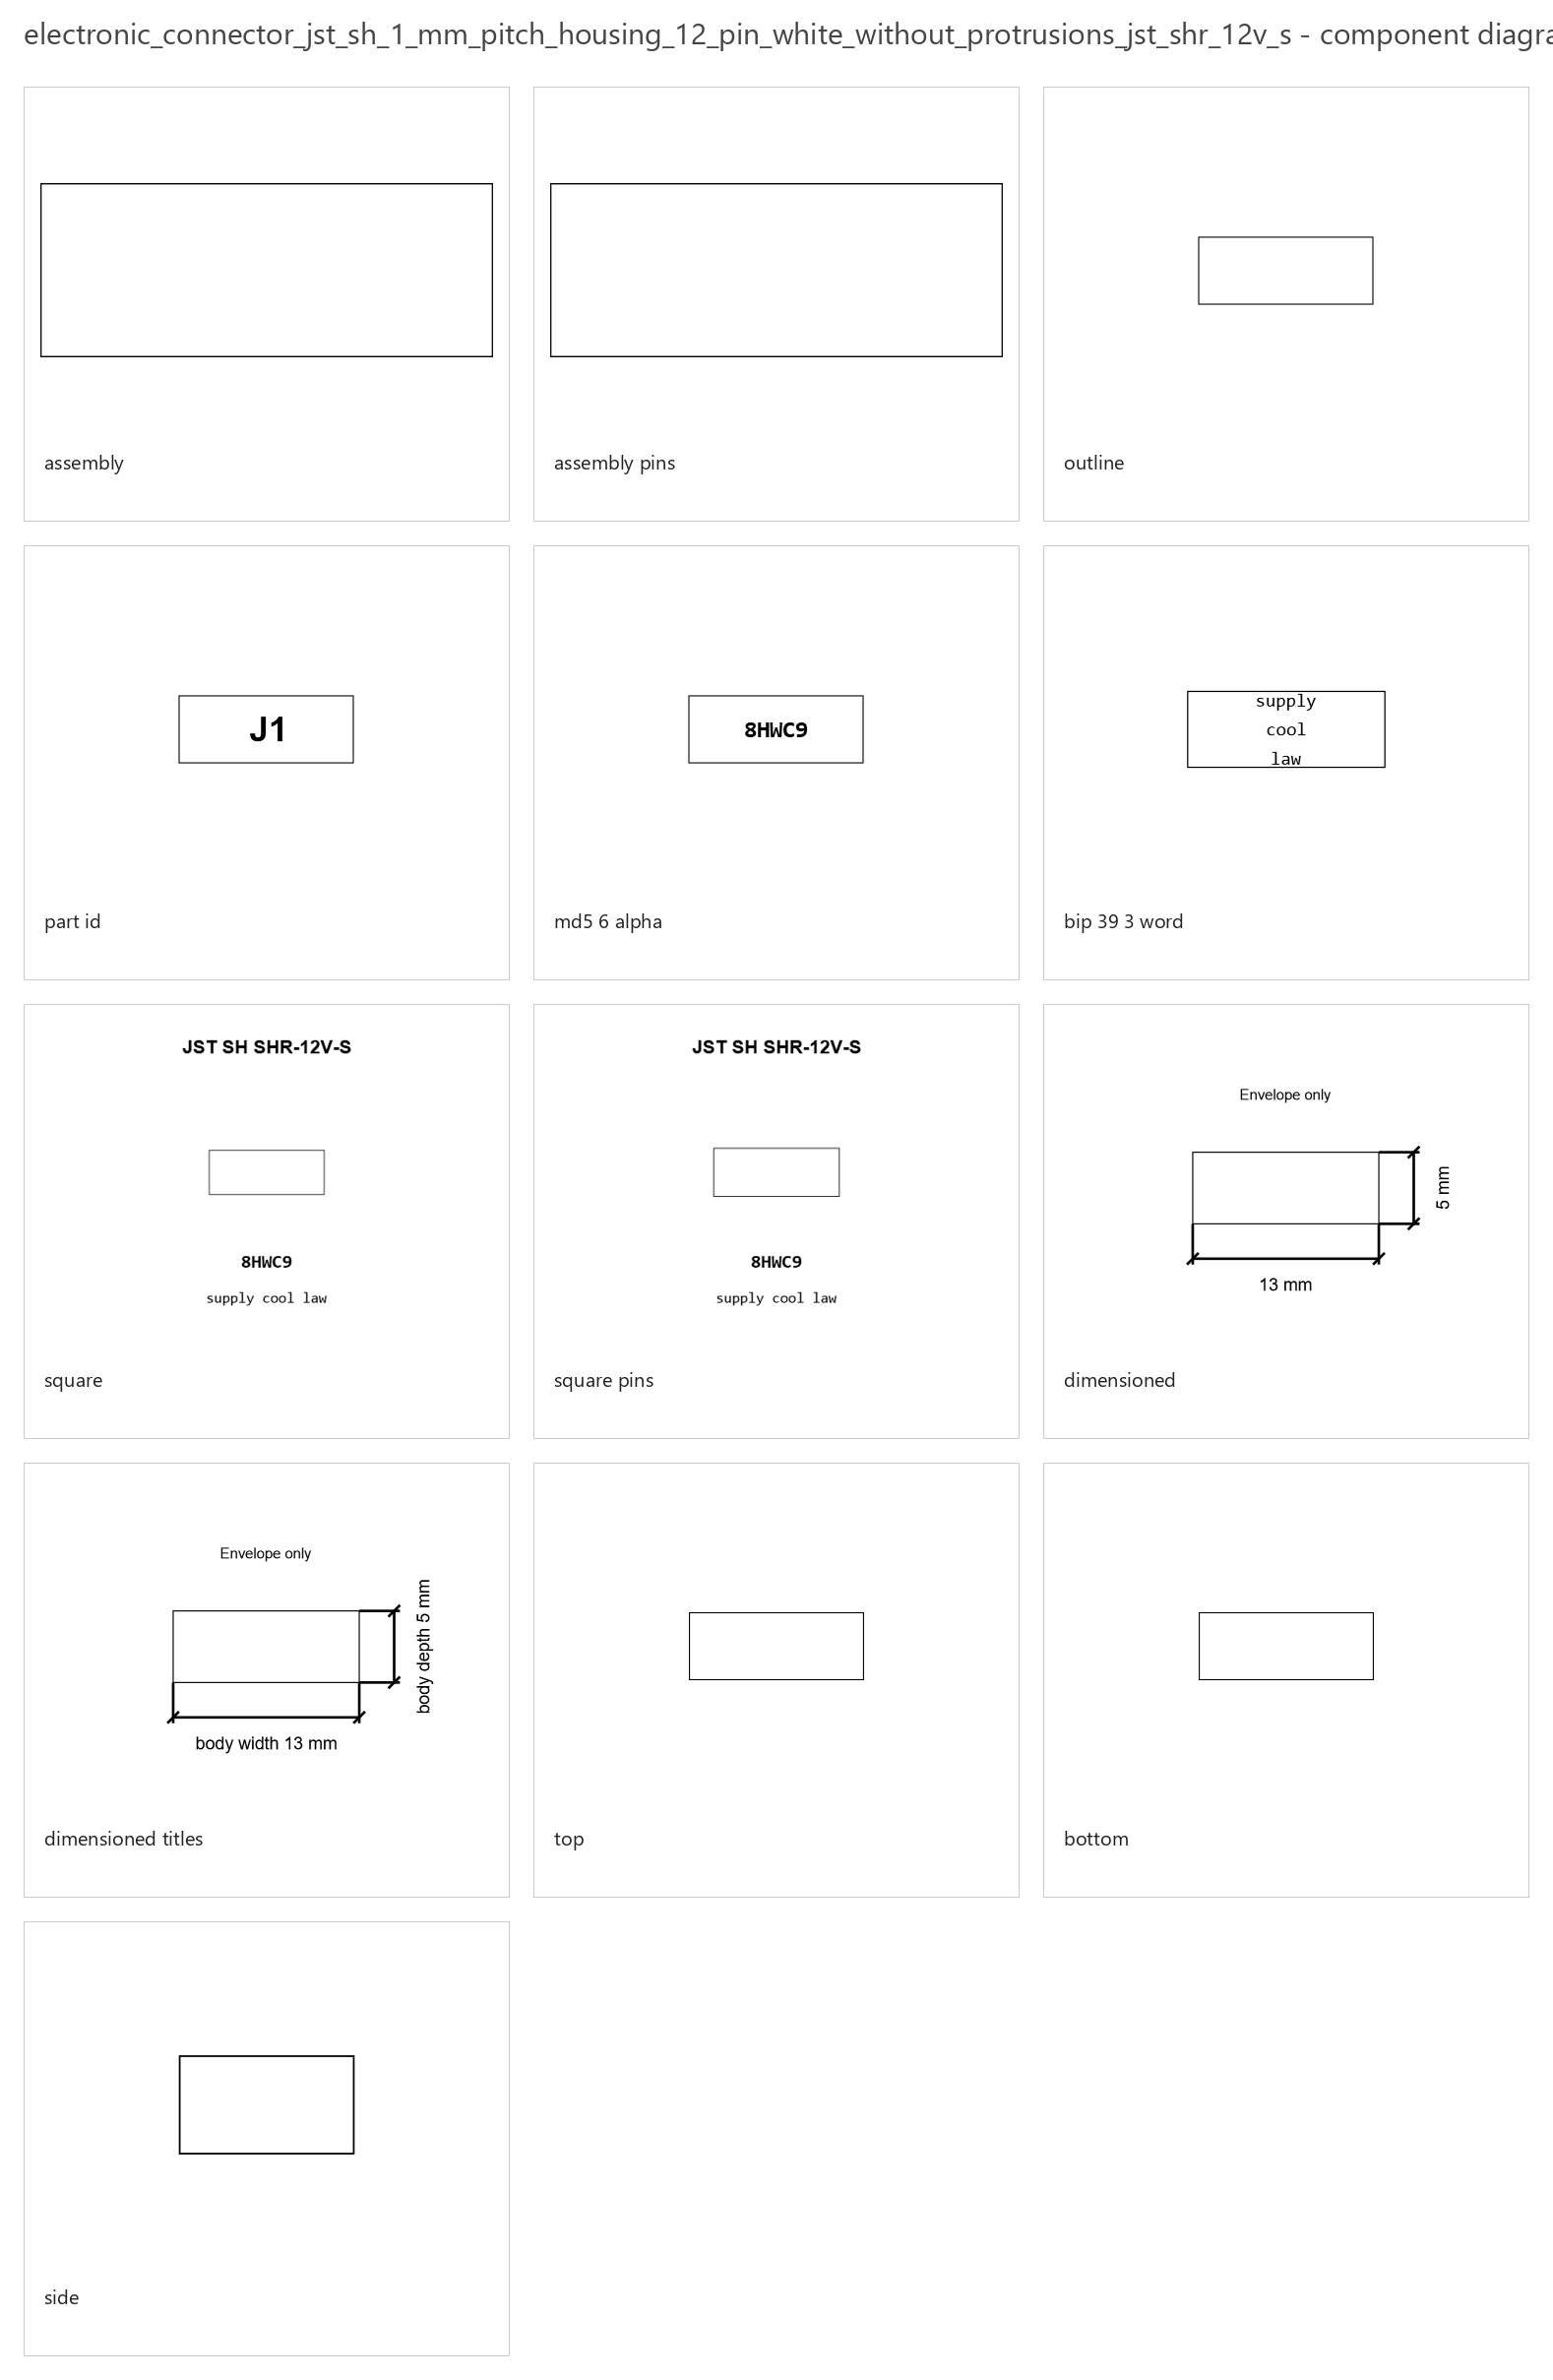 electronic_connector_jst_sh_1_mm_pitch_housing_12_pin_white_without_protrusions_jst_shr_12v_s - component diagra
assembly
assembly pins
outline
J1
part id
8HWC9
md5 6 alpha
supply
cool
law
bip 39 3 word
JST SH SHR-12V-S
8HWC9
supply cool law
square
JST SH SHR-12V-S
8HWC9
supply cool law
square pins
Envelope only
5 mm
13 mm
dimensioned
Envelope only
body depth 5 mm
body width 13 mm
dimensioned titles
top
bottom
side